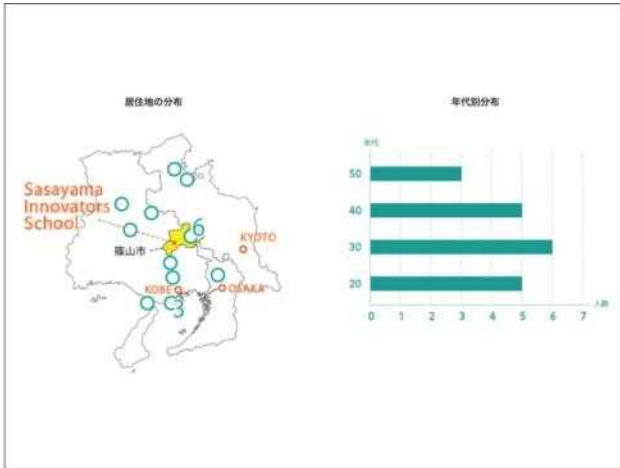 居住地の分布
Sasayama
Innovators
School
篠山市
6
KYOTO
KOBE
OSAKA
3
年代別分布
年代
50
40
30
20
0 1 2 3 4 5 6 7
人数